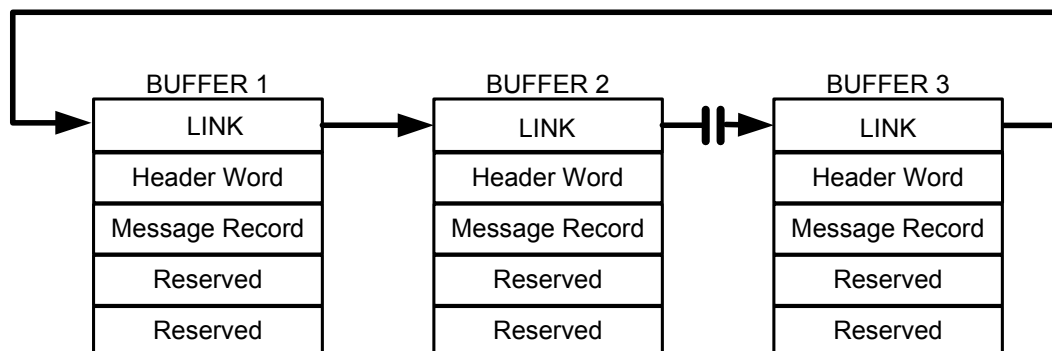 BUFFER 1 BUFFER 2 BUFFER 3
LINK LINK LINK
Header Word Header Word Header Word
Message Record Message Record Message Record
Reserved Reserved Reserved
Reserved Reserved Reserved